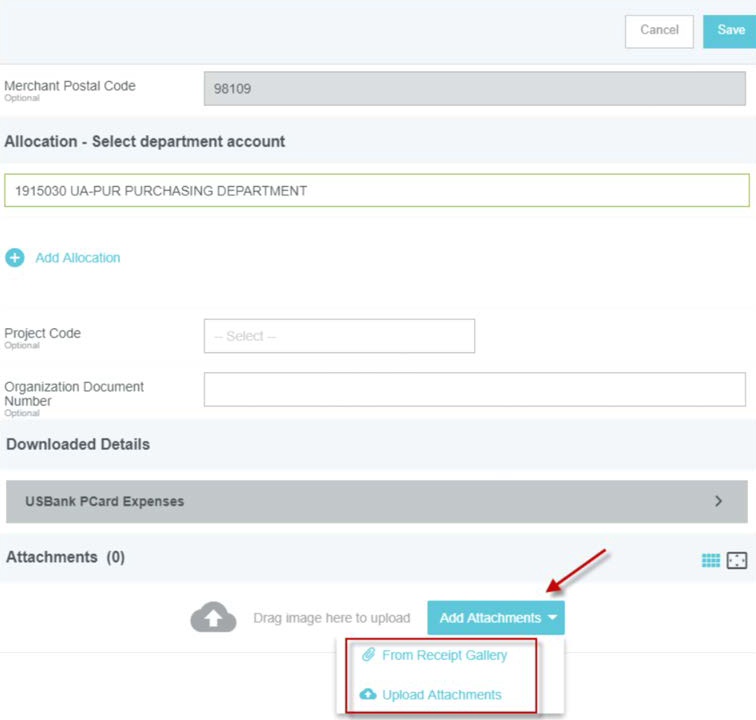 Cancel
Save
Merchant Postal Code
Optional
98109
Allocation - Select department account
1915030 UA-PUR PURCHASING DEPARTMENT
Add Allocation
Project Code
Optional
-- Select --
Organization Document
Number
Optional
Downloaded Details
USBank PCard Expenses
Attachments (0)
Drag image here to upload
Add Attachments
From Receipt Gallery
Upload Attachments